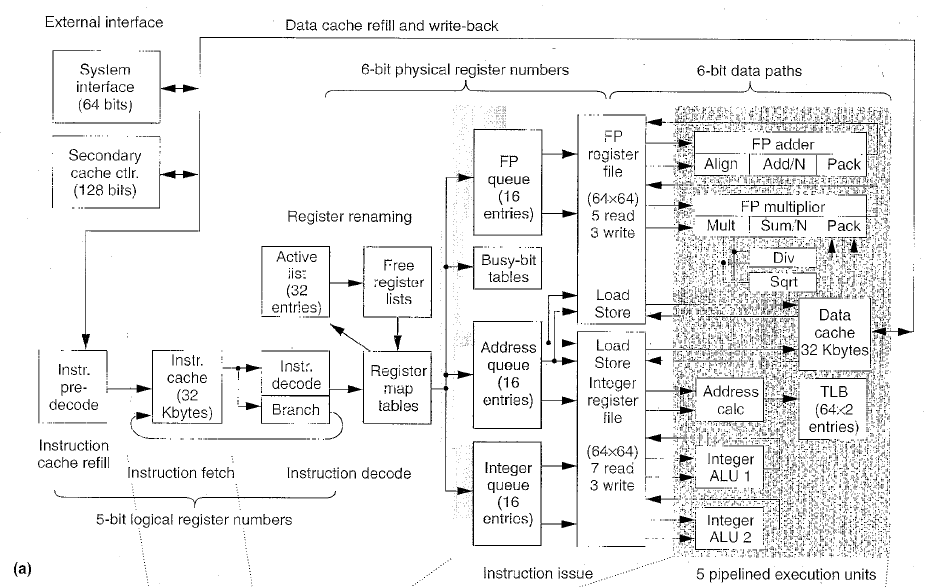 External interface
Data cache refill and write-back
System
interface
(64 bits)
6-bit physical register numbers
6-bit data paths
Secondary
cache ctlr.
(128 bits)
FP
queue
(16
entries)
FP
register
file
(64×64)
5 read
3 write
Load
Store
FP adder
Align
Add/N
Pack
FP multiplior
Mult
Sum/N
Pack
Div
Sqrt
Register renaming
Active
list
(32
entries)
Free
register
lists
Busy-bit
tables
Data
cache
32 Kbytes
Instr.
pre-
decode
Instr.
cache
(32
Kbytes)
Instr.
decode
Branch
Register
map
tables
Address
queue
(16
entries)
Load
Store
Integer
register
file
(64×64)
7 read
3 write
Address
calc
TLB
(64×2
entries)
Instruction
cache refill
Instruction fetch
Instruction decode
Integer
queue
(16
entries)
Integer
ALU 1
Integer
ALU 2
5-bit logical register numbers
(a)
Instruction issue
5 pipelined execution units